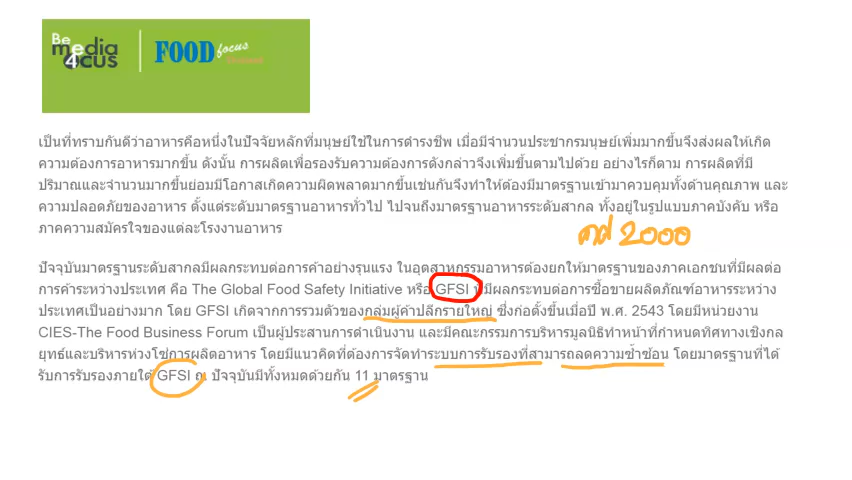 Be
media
4cus
FOOD focus
เป็นที่ทราบกันดีว่าอาหารคือหนึ่งในปัจจัยหลักที่มนุษย์ใช้ในการดำรงชีพ เมื่อมีจำนวนประชากรมนุษย์เพิ่มมากขึ้นจึงส่งผลให้เกิด
ความต้องการอาหารมากขึ้น ดังนั้น การผลิตเพื่อรองรับความต้องการดังกล่าวจึงเพิ่มขึ้นตามไปด้วย อย่างไรก็ตาม การผลิตที่มี
ปริมาณและจำนวนมากขึ้นย่อมมีโอกาสเกิดความผิดพลาดมากขึ้นเช่นกันจึงทำให้ต้องมีมาตรฐานเข้ามาควบคุมทั้งด้านคุณภาพ และ
ความปลอดภัยของอาหาร ตั้งแต่ระดับมาตรฐานอาหารทั่วไป ไปจนถึงมาตรฐานอาหารระดับสากล ทั้งอยู่ในรูปแบบภาคบังคับ หรือ
ภาคความสมัครใจของแต่ละโรงงานอาหาร
2000
ปัจจุบันมาตรฐานระดับสากลมีผลกระทบต่อการค้าอย่างรุนแรง ในอุตสาหกรรมอาหารต้องยกให้มาตรฐานของภาคเอกชนที่มีผลต่อ
การค้าระหว่างประเทศ คือ The Global Food Safety Initiative หรือ GFSI ที่มีผลกระทบต่อการซื้อขายผลิตภัณฑ์อาหารระหว่าง
ประเทศเป็นอย่างมาก โดย GFSI เกิดจากการรวมตัวของกลุ่มผู้ค้าปลีกรายใหญ่ ซึ่งก่อตั้งขึ้นเมื่อปี พ.ศ. 2543 โดยมีหน่วยงาน
CIES-The Food Business Forum เป็นผู้ประสานการดำเนินงาน และมีคณะกรรมการบริหารมูลนิธิทำหน้าที่กำหนดทิศทางเชิงกล
ยุทธ์และบริหารห่วงโซ่การผลิตอาหาร โดยมีแนวคิดที่ต้องการจัดทำระบบการรับรองที่สามารถลดความซ้ำซ้อน โดยมาตรฐานที่ได้
รับการรับรองภายใต้ GFSI ณ ปัจจุบันมีทั้งหมดด้วยกัน 11 มาตรฐาน